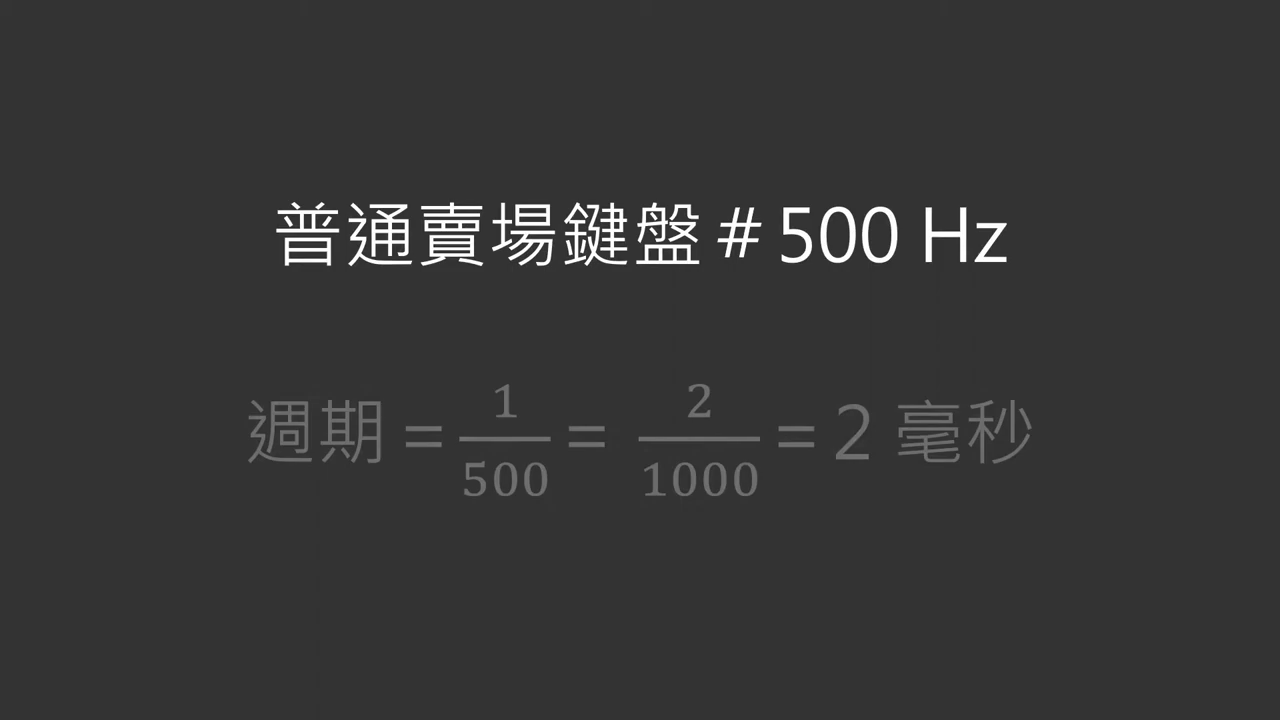 普通賣場鍵盤＃500 Hz
週期 = 1/500 = 2/1000 = 2 毫秒